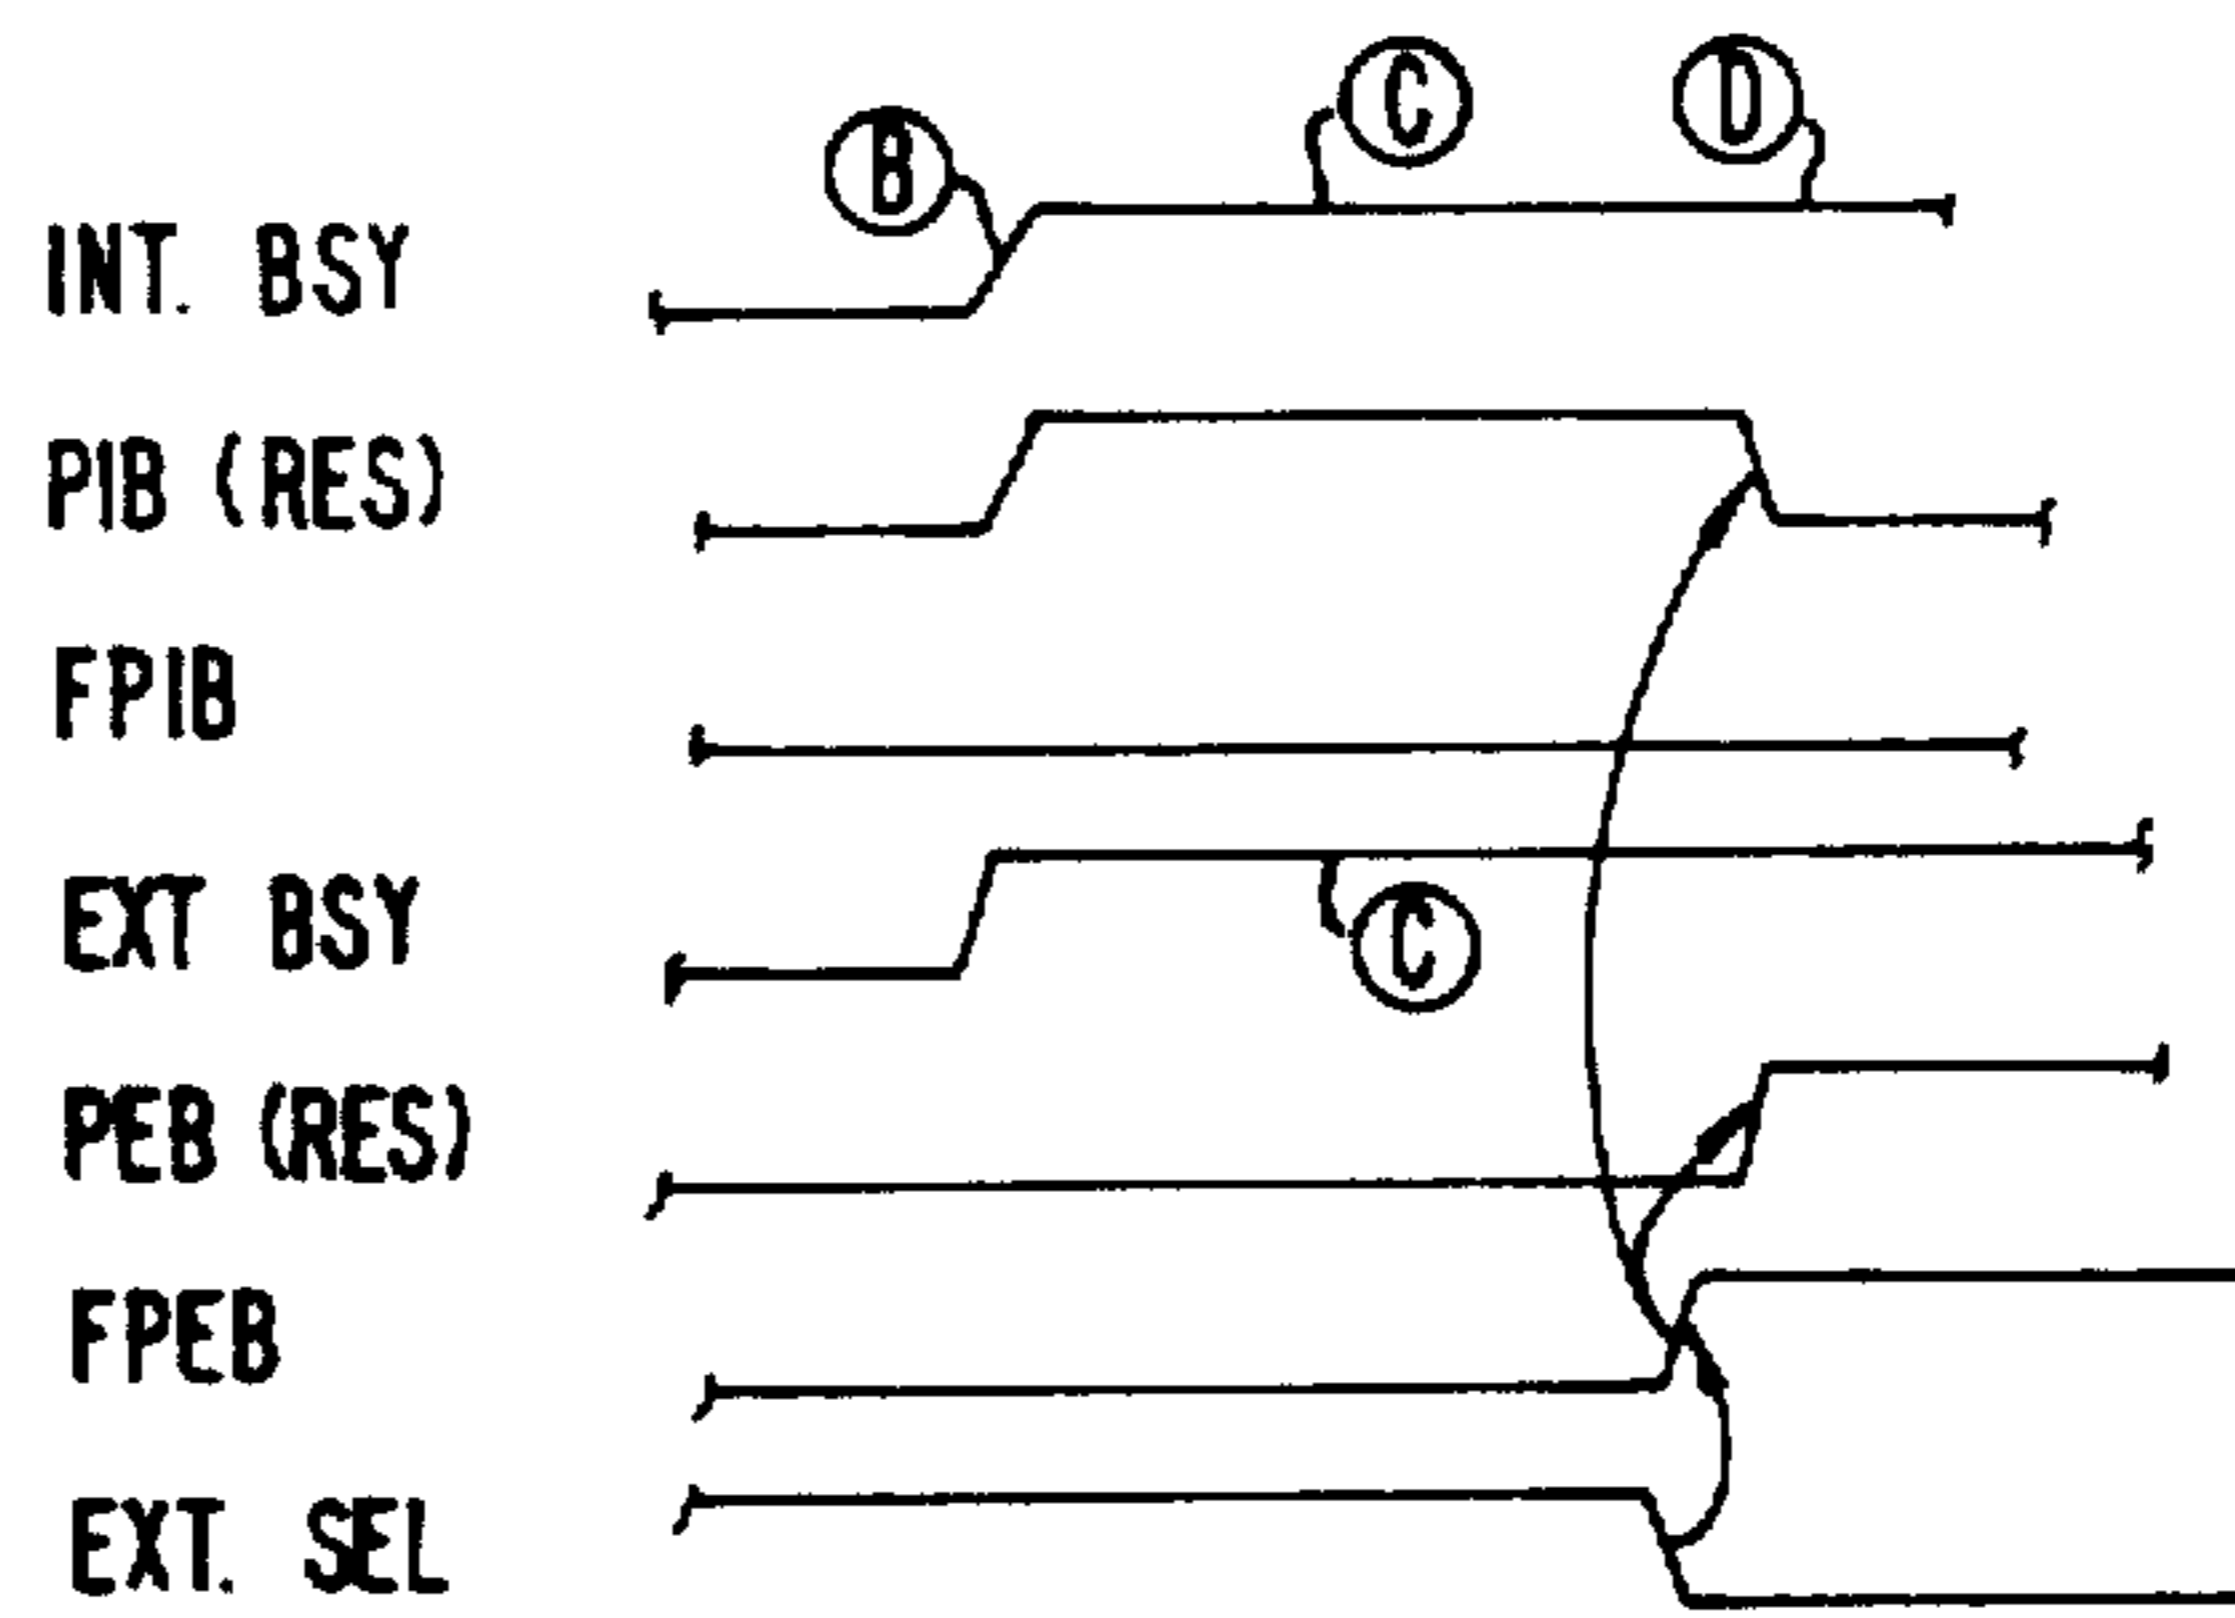 B
C
D
INT. BSY
PIB (RES)
FPIB
EXT BSY
C
PEB (RES)
FPEB
EXT. SEL